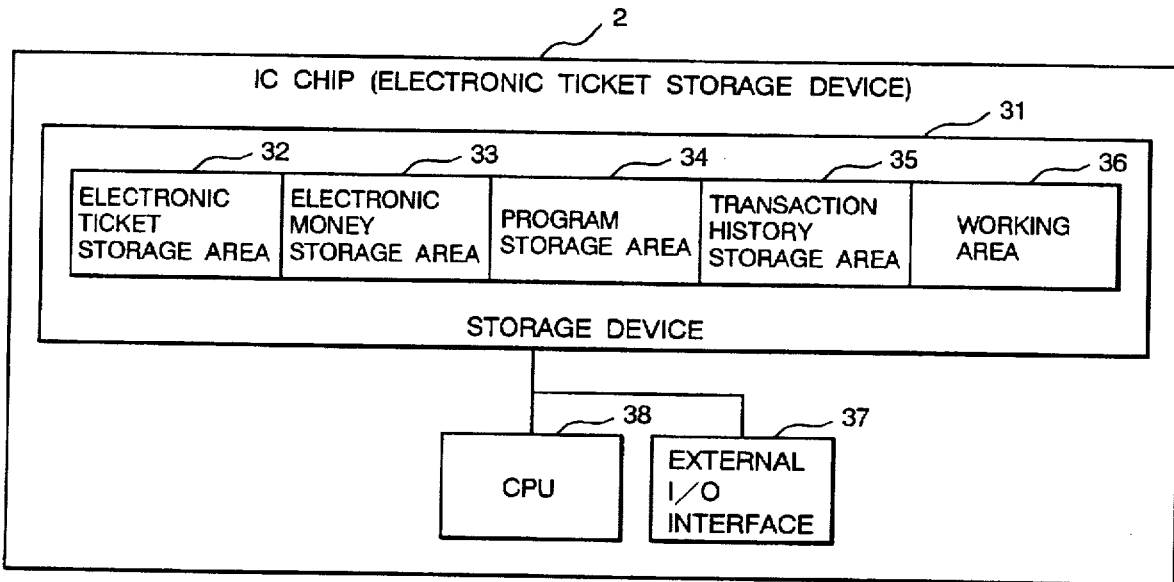 2
IC CHIP (ELECTRONIC TICKET STORAGE DEVICE)
31
32
33
34
35
36
ELECTRONIC
TICKET
STORAGE AREA
ELECTRONIC
MONEY
STORAGE AREA
PROGRAM
STORAGE AREA
TRANSACTION
HISTORY
STORAGE AREA
WORKING
AREA
STORAGE DEVICE
38
37
CPU
EXTERNAL
I/O
INTERFACE